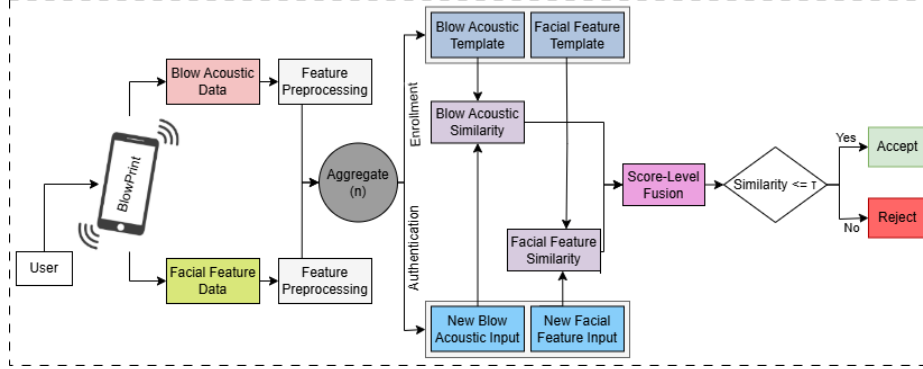 Blow Acoustic
Data
Feature
Preprocessing
BlowPrint
User
Facial Feature
Data
Feature
Preprocessing
Aggregate
(n)
Enrollment
Authentication
Blow Acoustic
Template
Facial Feature
Template
Blow Acoustic
Similarity
Facial Feature
Similarity
New Blow
Acoustic Input
New Facial
Feature Input
Score-Level
Fusion
Similarity <= τ
Yes
Accept
No
Reject